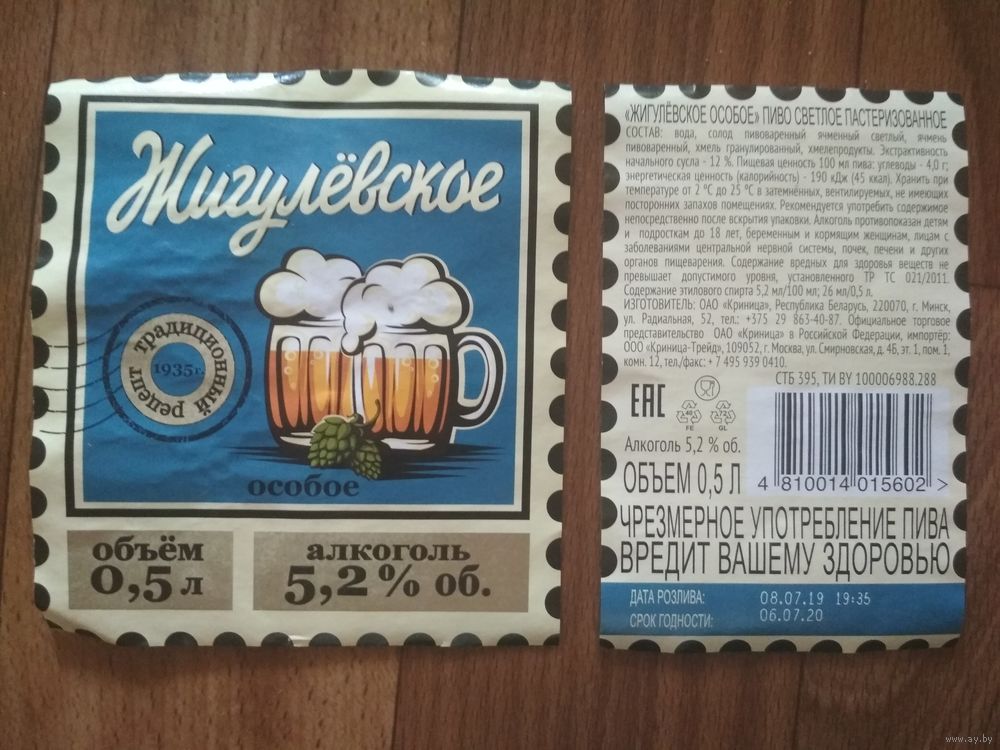 Жигулёвское
традиционный рецепт
1935г.
особое
объём
0,5 л
алкоголь
5,2 % об.
«ЖИГУЛЁВСКОЕ ОСОБОЕ» ПИВО СВЕТЛОЕ ПАСТЕРИЗОВАННОЕ
СОСТАВ: вода, солод пивоваренный ячменный светлый, ячмень
пивоваренный, хмель гранулированный, хмелепродукты. Экстрактивность
начального сусла - 12 %. Пищевая ценность 100 мл пива: углеводы - 4,0 г;
энергетическая ценность (калорийность) - 190 кДж (45 ккал). Хранить при
температуре от 2 °С до 25 °С в затемнённых, вентилируемых, не имеющих
посторонних запахов помещениях. Рекомендуется употребить содержимое
непосредственно после вскрытия упаковки. Алкоголь противопоказан детям
и подросткам до 18 лет, беременным и кормящим женщинам, лицам с
заболеваниями центральной нервной системы, почек, печени и других
органов пищеварения. Содержание вредных для здоровья веществ не
превышает допустимого уровня, установленного ТР ТС 021/2011.
Содержание этилового спирта 5,2 мл/100 мл; 26 мл/0,5 л.
ИЗГОТОВИТЕЛЬ: ОАО «Криница», Республика Беларусь, 220070, г. Минск,
ул. Радиальная, 52, тел.: +375 29 863-40-87. Официальное торговое
представительство ОАО «Криница» в Российской Федерации, импортёр:
ООО «Криница-Трейд», 109052, г. Москва, ул. Смирновская, д. 4Б, эт. 1, пом. 1,
комн. 12, тел./факс: + 7 495 939 0410.
СТБ 395, ТИ BY 100006988.288
ЕАС
40
FE
72
GL
Алкоголь 5,2 % об.
ОБЪЕМ 0,5 Л
4 810014 015602 >
ЧРЕЗМЕРНОЕ УПОТРЕБЛЕНИЕ ПИВА
ВРЕДИТ ВАШЕМУ ЗДОРОВЬЮ
ДАТА РОЗЛИВА: 08.07.19 19:35
СРОК ГОДНОСТИ: 06.07.20
www.ay.by